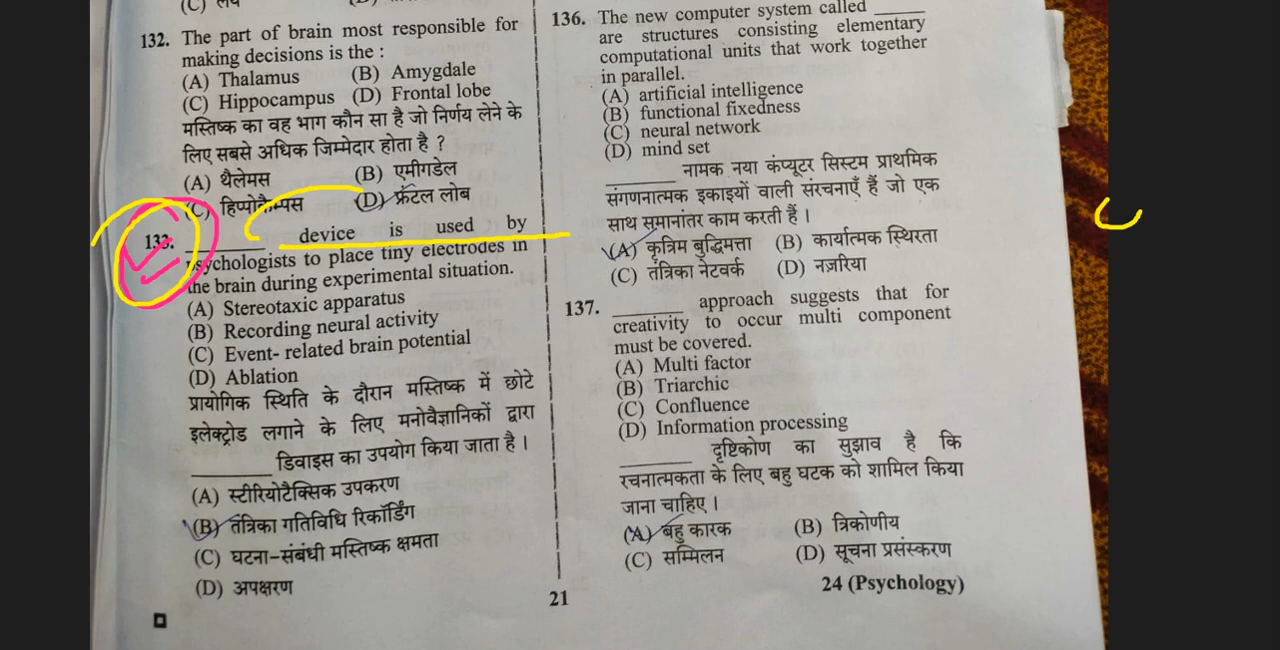 (C) लय
132. The part of brain most responsible for
making decisions is the :
(A) Thalamus (B) Amygdale
(C) Hippocampus (D) Frontal lobe
मस्तिष्क का वह भाग कौन सा है जो निर्णय लेने के
लिए सबसे अधिक जिम्मेदार होता है ?
(A) थैलेमस (B) एमीगडेल
(C) हिप्पोकैम्पस (D) फ्रंटल लोब
133. ________ device is used by
psychologists to place tiny electrodes in
the brain during experimental situation.
(A) Stereotaxic apparatus
(B) Recording neural activity
(C) Event- related brain potential
(D) Ablation
प्रायोगिक स्थिति के दौरान मस्तिष्क में छोटे
इलेक्ट्रोड लगाने के लिए मनोवैज्ञानिकों द्वारा
________ डिवाइस का उपयोग किया जाता है ।
(A) स्टीरियोटैक्सिक उपकरण
(B) तंत्रिका गतिविधि रिकॉर्डिंग
(C) घटना-संबंधी मस्तिष्क क्षमता
(D) अपक्षरण
136. The new computer system called ______
are structures consisting elementary
computational units that work together
in parallel.
(A) artificial intelligence
(B) functional fixedness
(C) neural network
(D) mind set
________ नामक नया कंप्यूटर सिस्टम प्राथमिक
संगणनात्मक इकाइयों वाली संरचनाएँ हैं जो एक
साथ समानांतर काम करती हैं ।
(A) कृत्रिम बुद्धिमत्ता (B) कार्यात्मक स्थिरता
(C) तंत्रिका नेटवर्क (D) नज़रिया
137. ________ approach suggests that for
creativity to occur multi component
must be covered.
(A) Multi factor
(B) Triarchic
(C) Confluence
(D) Information processing
________ दृष्टिकोण का सुझाव है कि
रचनात्मकता के लिए बहु घटक को शामिल किया
जाना चाहिए ।
(A) बहु कारक (B) त्रिकोणीय
(C) सम्मिलन (D) सूचना प्रसंस्करण
21
24 (Psychology)